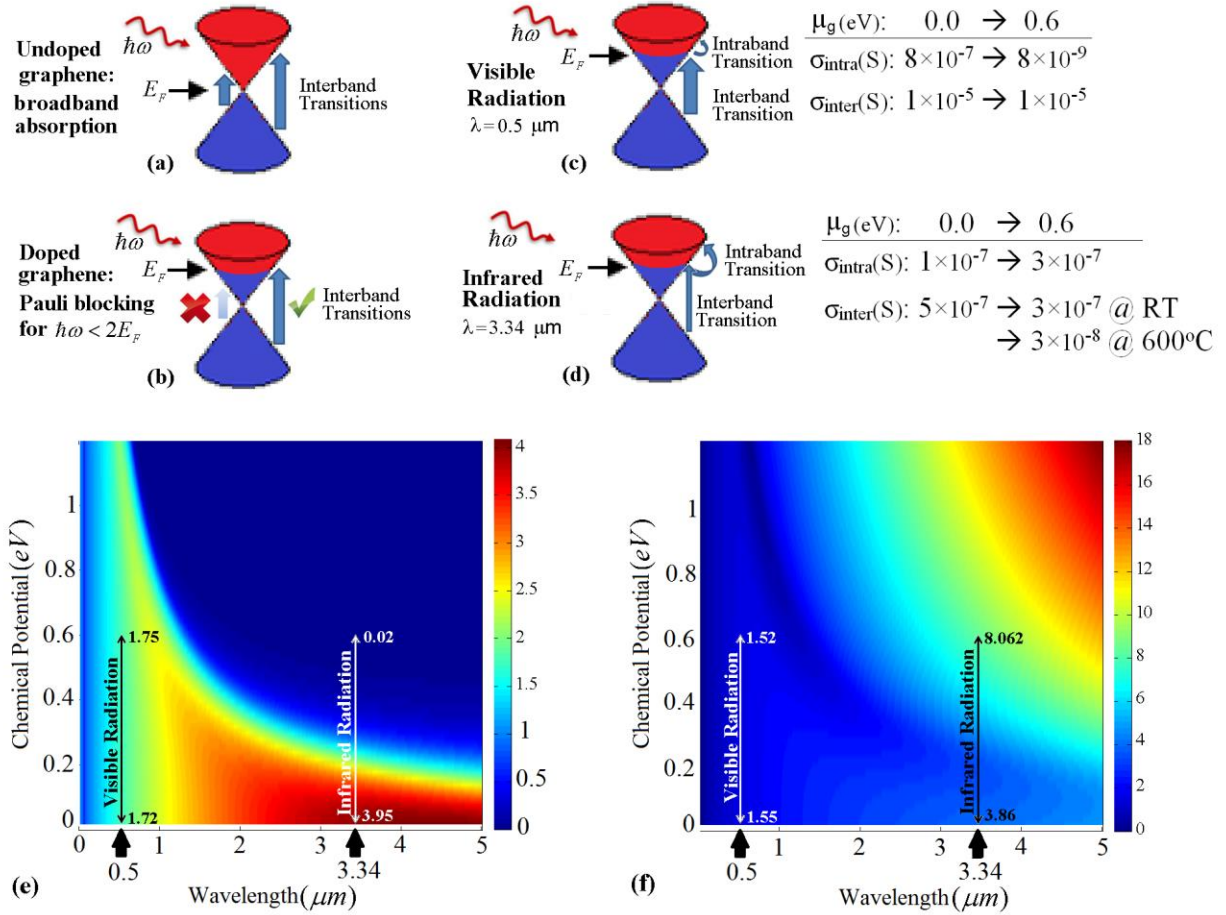 Undoped
graphene:
broadband
absorption
ħω
E_F
Interband
Transitions
(a)
Visible
Radiation
λ=0.5 μm
ħω
E_F
Intraband
Transition
Interband
Transition
(c)
μg(eV): 0.0 → 0.6
σintra(S): 8×10⁻⁷ → 8×10⁻⁹
σinter(S): 1×10⁻⁵ → 1×10⁻⁵
Doped
graphene:
Pauli blocking
for ħω < 2E_F
ħω
E_F
Interband
Transitions
(b)
Infrared
Radiation
λ=3.34 μm
ħω
E_F
Intraband
Transition
Interband
Transition
(d)
μg(eV): 0.0 → 0.6
σintra(S): 1×10⁻⁷ → 3×10⁻⁷
σinter(S): 5×10⁻⁷ → 3×10⁻⁷ @ RT
→ 3×10⁻⁸ @ 600°C
Chemical Potential(eV)
1
0.8
0.6
0.4
0.2
0
1.75
Visible Radiation
1.72
0.02
Infrared Radiation
3.95
0 1 2 3 4 5
0.5
3.34
Wavelength(μm)
4
3.5
3
2.5
2
1.5
1
0.5
0
(e)
Chemical Potential(eV)
1
0.8
0.6
0.4
0.2
0
1.52
Visible Radiation
1.55
8.062
Infrared Radiation
3.86
1 2 3 4 5
0.5
3.34
Wavelength(μm)
18
16
14
12
10
8
6
4
2
0
(f)